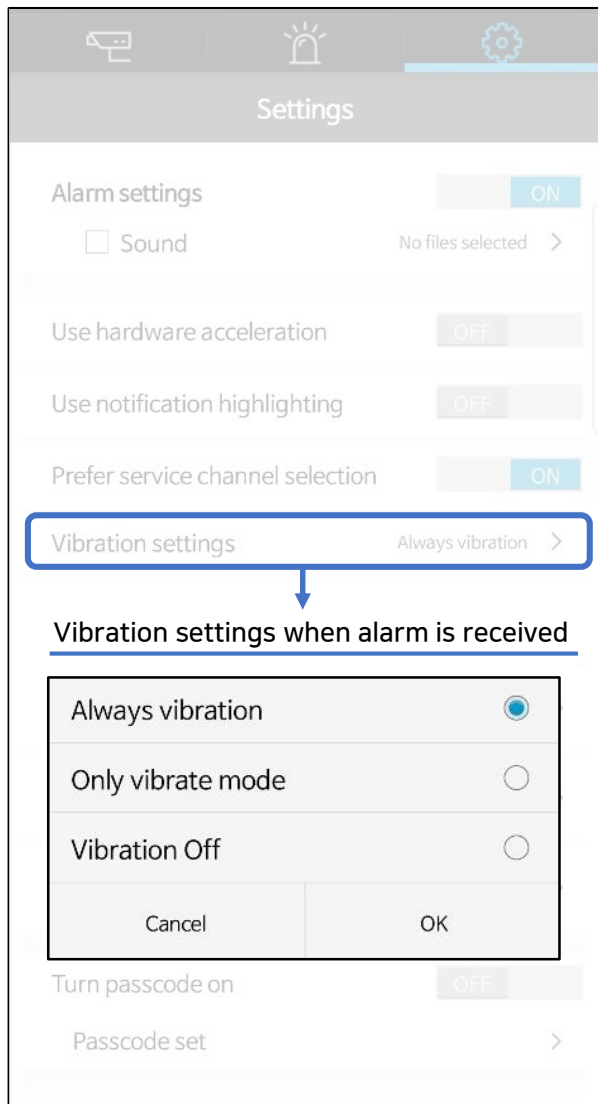 Settings
Alarm settings ON
Sound No files selected >
Use hardware acceleration OFF
Use notification highlighting OFF
Prefer service channel selection ON
Vibration settings Always vibration >
Vibration settings when alarm is received
Always vibration
Only vibrate mode
Vibration Off
Cancel OK
Turn passcode on OFF
Passcode set >